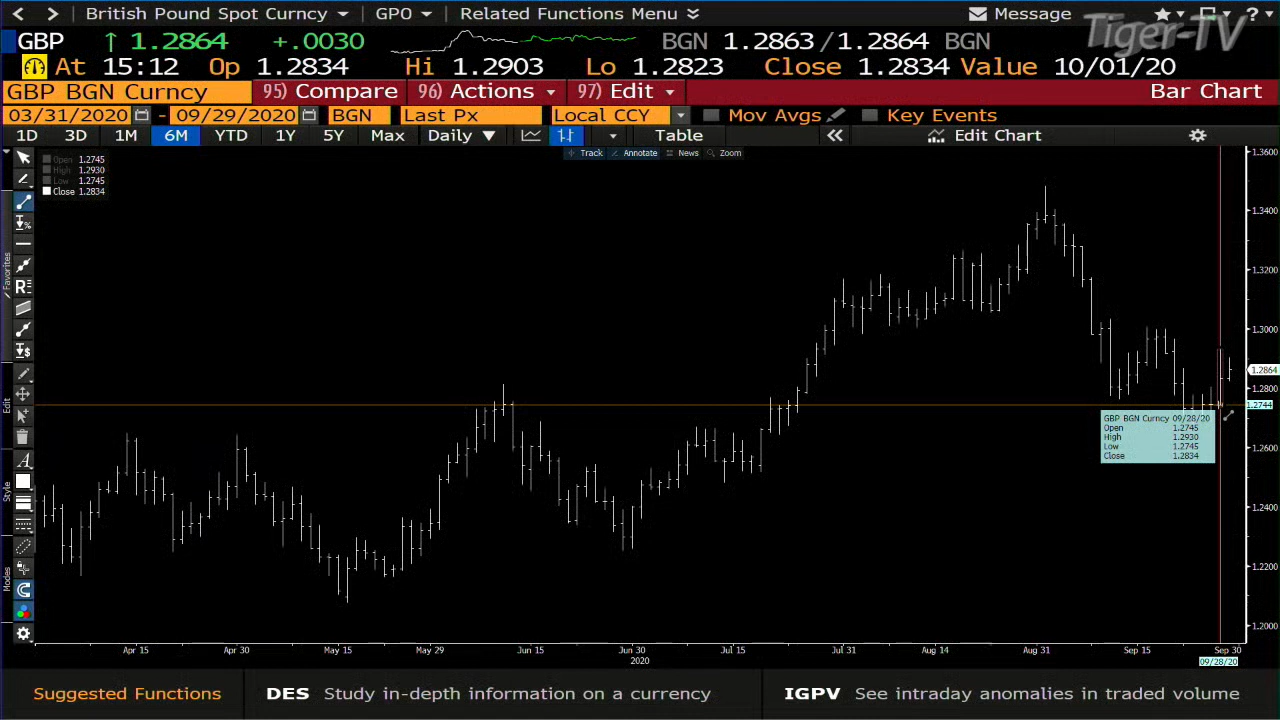 < > British Pound Spot Curncy GPO Related Functions Menu Message ?
Tiger-TV
GBP ↑ 1.2864 +.0030 BGN 1.2863 / 1.2864 BGN
At 15:12 Op 1.2834 Hi 1.2903 Lo 1.2823 Close 1.2834 Value 10/01/20
GBP BGN Curncy 95) Compare 96) Actions 97) Edit Bar Chart
03/31/2020 - 09/29/2020 BGN Last Px Local CCY Mov Avgs Key Events
1D 3D 1M 6M YTD 1Y 5Y Max Daily ▼ Table « Edit Chart
Track Annotate News Zoom
Open 1.2745
High 1.2930
Low 1.2745
Close 1.2834
Favorites
Edit
Style
Modes
1.3600
1.3400
1.3200
1.3000
1.2864
1.2800
1.2744
1.2600
1.2400
1.2200
1.2000
GBP BGN Curncy 09/28/20
Open 1.2745
High 1.2930
Low 1.2745
Close 1.2834
Apr 15 Apr 30 May 15 May 29 Jun 15 Jun 30 Jul 15 Jul 31 Aug 14 Aug 31 Sep 15 Sep 30
2020 09/28/20
Suggested Functions DES Study in-depth information on a currency IGPV See intraday anomalies in traded volume